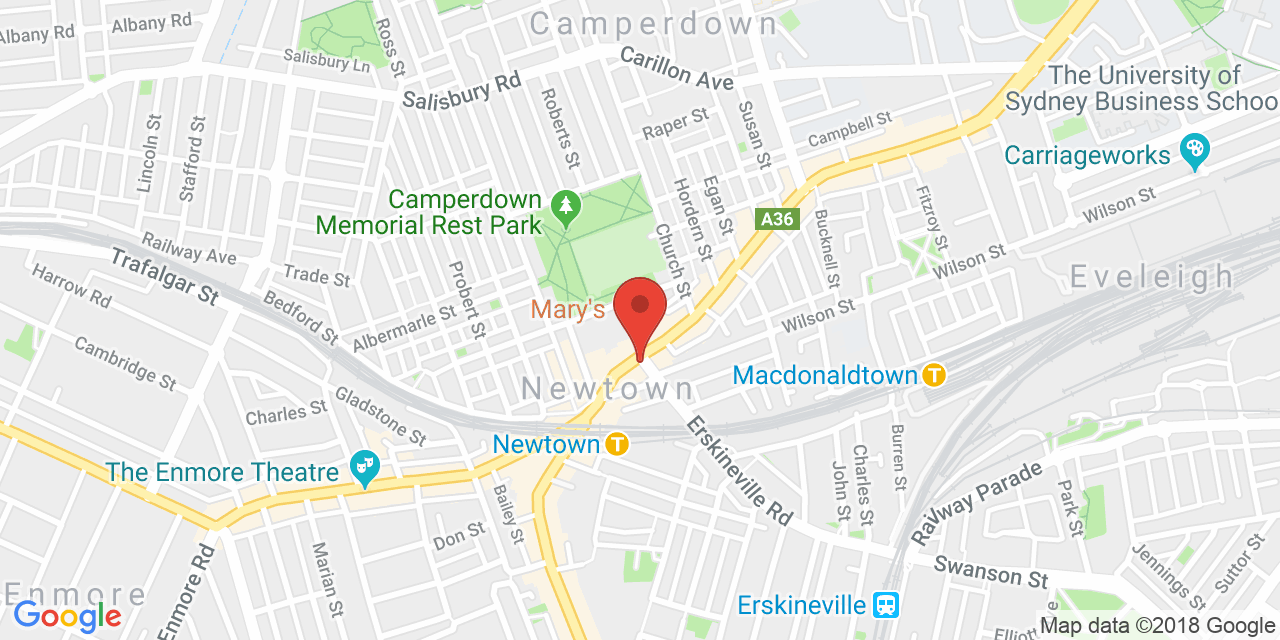 Camperdown
Albany Rd
Albany Rd
Ross St
Salisbury Ln
Carillon Ave
Salisbury Rd
The University of
Sydney Business Schoo
Roberts St
Raper St
Susan St
Campbell St
Lincoln St
Stafford St
Carriageworks
Camperdown
Memorial Rest Park
Hordern St
Egan St
A36
Bucknell St
Fitzroy St
Wilson St
Church St
Railway Ave
Trafalgar St
Trade St
Harrow Rd
Bedford St
Probert St
Wilson St
Eveleigh
Albermarle St
Mary's
Wilson St
Cambridge St
Newtown
Macdonaldtown
T
Charles St
Gladstone St
Newtown
T
Erskineville Rd
The Enmore Theatre
Burren St
Charles St
John St
Railway Parade
Park St
Bailey St
Don St
Marian St
Enmore Rd
Swanson St
Jennings St
Suttor St
Enmore
Erskineville
Elliott
Google
Map data ©2018 Google